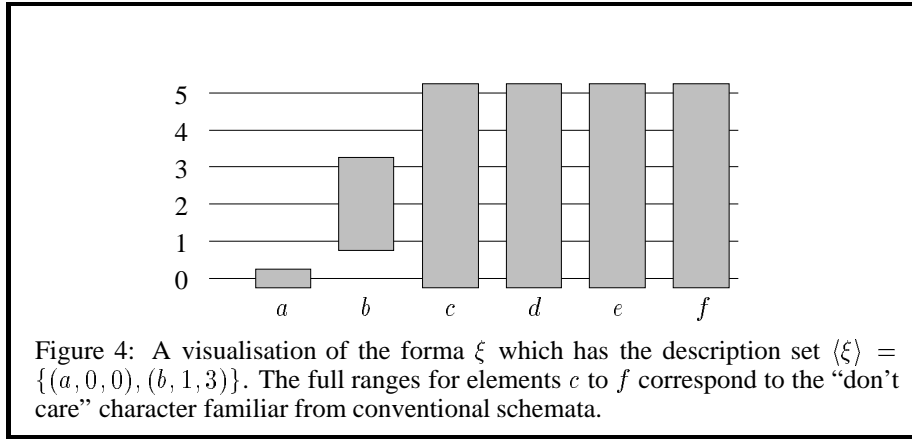 5
4
3
2
1
0
a b c d e f
Figure 4: A visualisation of the forma ξ which has the description set ⟨ξ⟩ =
{(a, 0, 0), (b, 1, 3)}. The full ranges for elements c to f correspond to the “don’t
care” character familiar from conventional schemata.